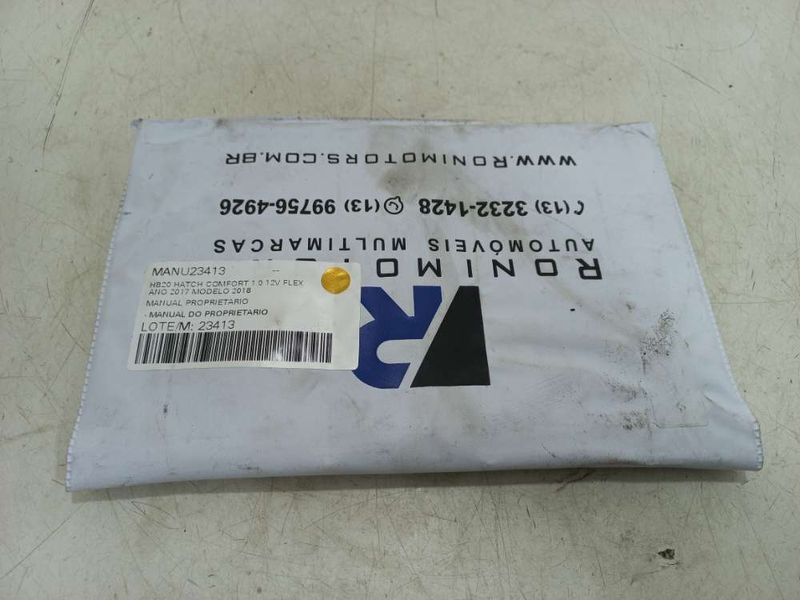 WWW.RONIMOTORS.COM.BR
(13) 3232-1428 (13) 99756-4926
AUTOMÓVEIS MULTIMARCAS
RONIMOTORS
R
MANU23413 --
HB20 HATCH COMFORT 1.0 12V FLEX
ANO 2017 MODELO 2018
MANUAL PROPRIETARIO
- MANUAL DO PROPRIETARIO
LOTE/M: 23413